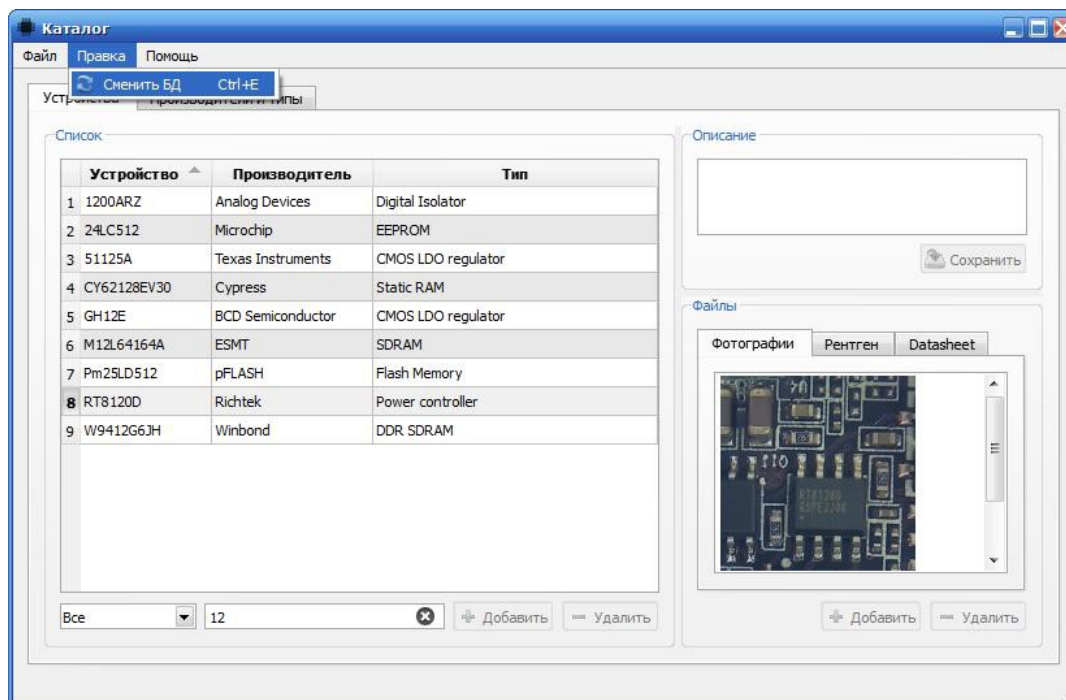 Каталог
Файл Правка Помощь
Сменить БД Ctrl+E
Устройства Производители и типы
Список
Устройство Производитель Тип
1 1200ARZ Analog Devices Digital Isolator
2 24LC512 Microchip EEPROM
3 51125A Texas Instruments CMOS LDO regulator
4 CY62128EV30 Cypress Static RAM
5 GH12E BCD Semiconductor CMOS LDO regulator
6 M12L64164A ESMT SDRAM
7 Pm25LD512 pFLASH Flash Memory
8 RT8120D Richtek Power controller
9 W9412G6JH Winbond DDR SDRAM
Все 12 Добавить Удалить
Описание
Сохранить
Файлы
Фотографии Рентген Datasheet
RT8120D
Добавить Удалить